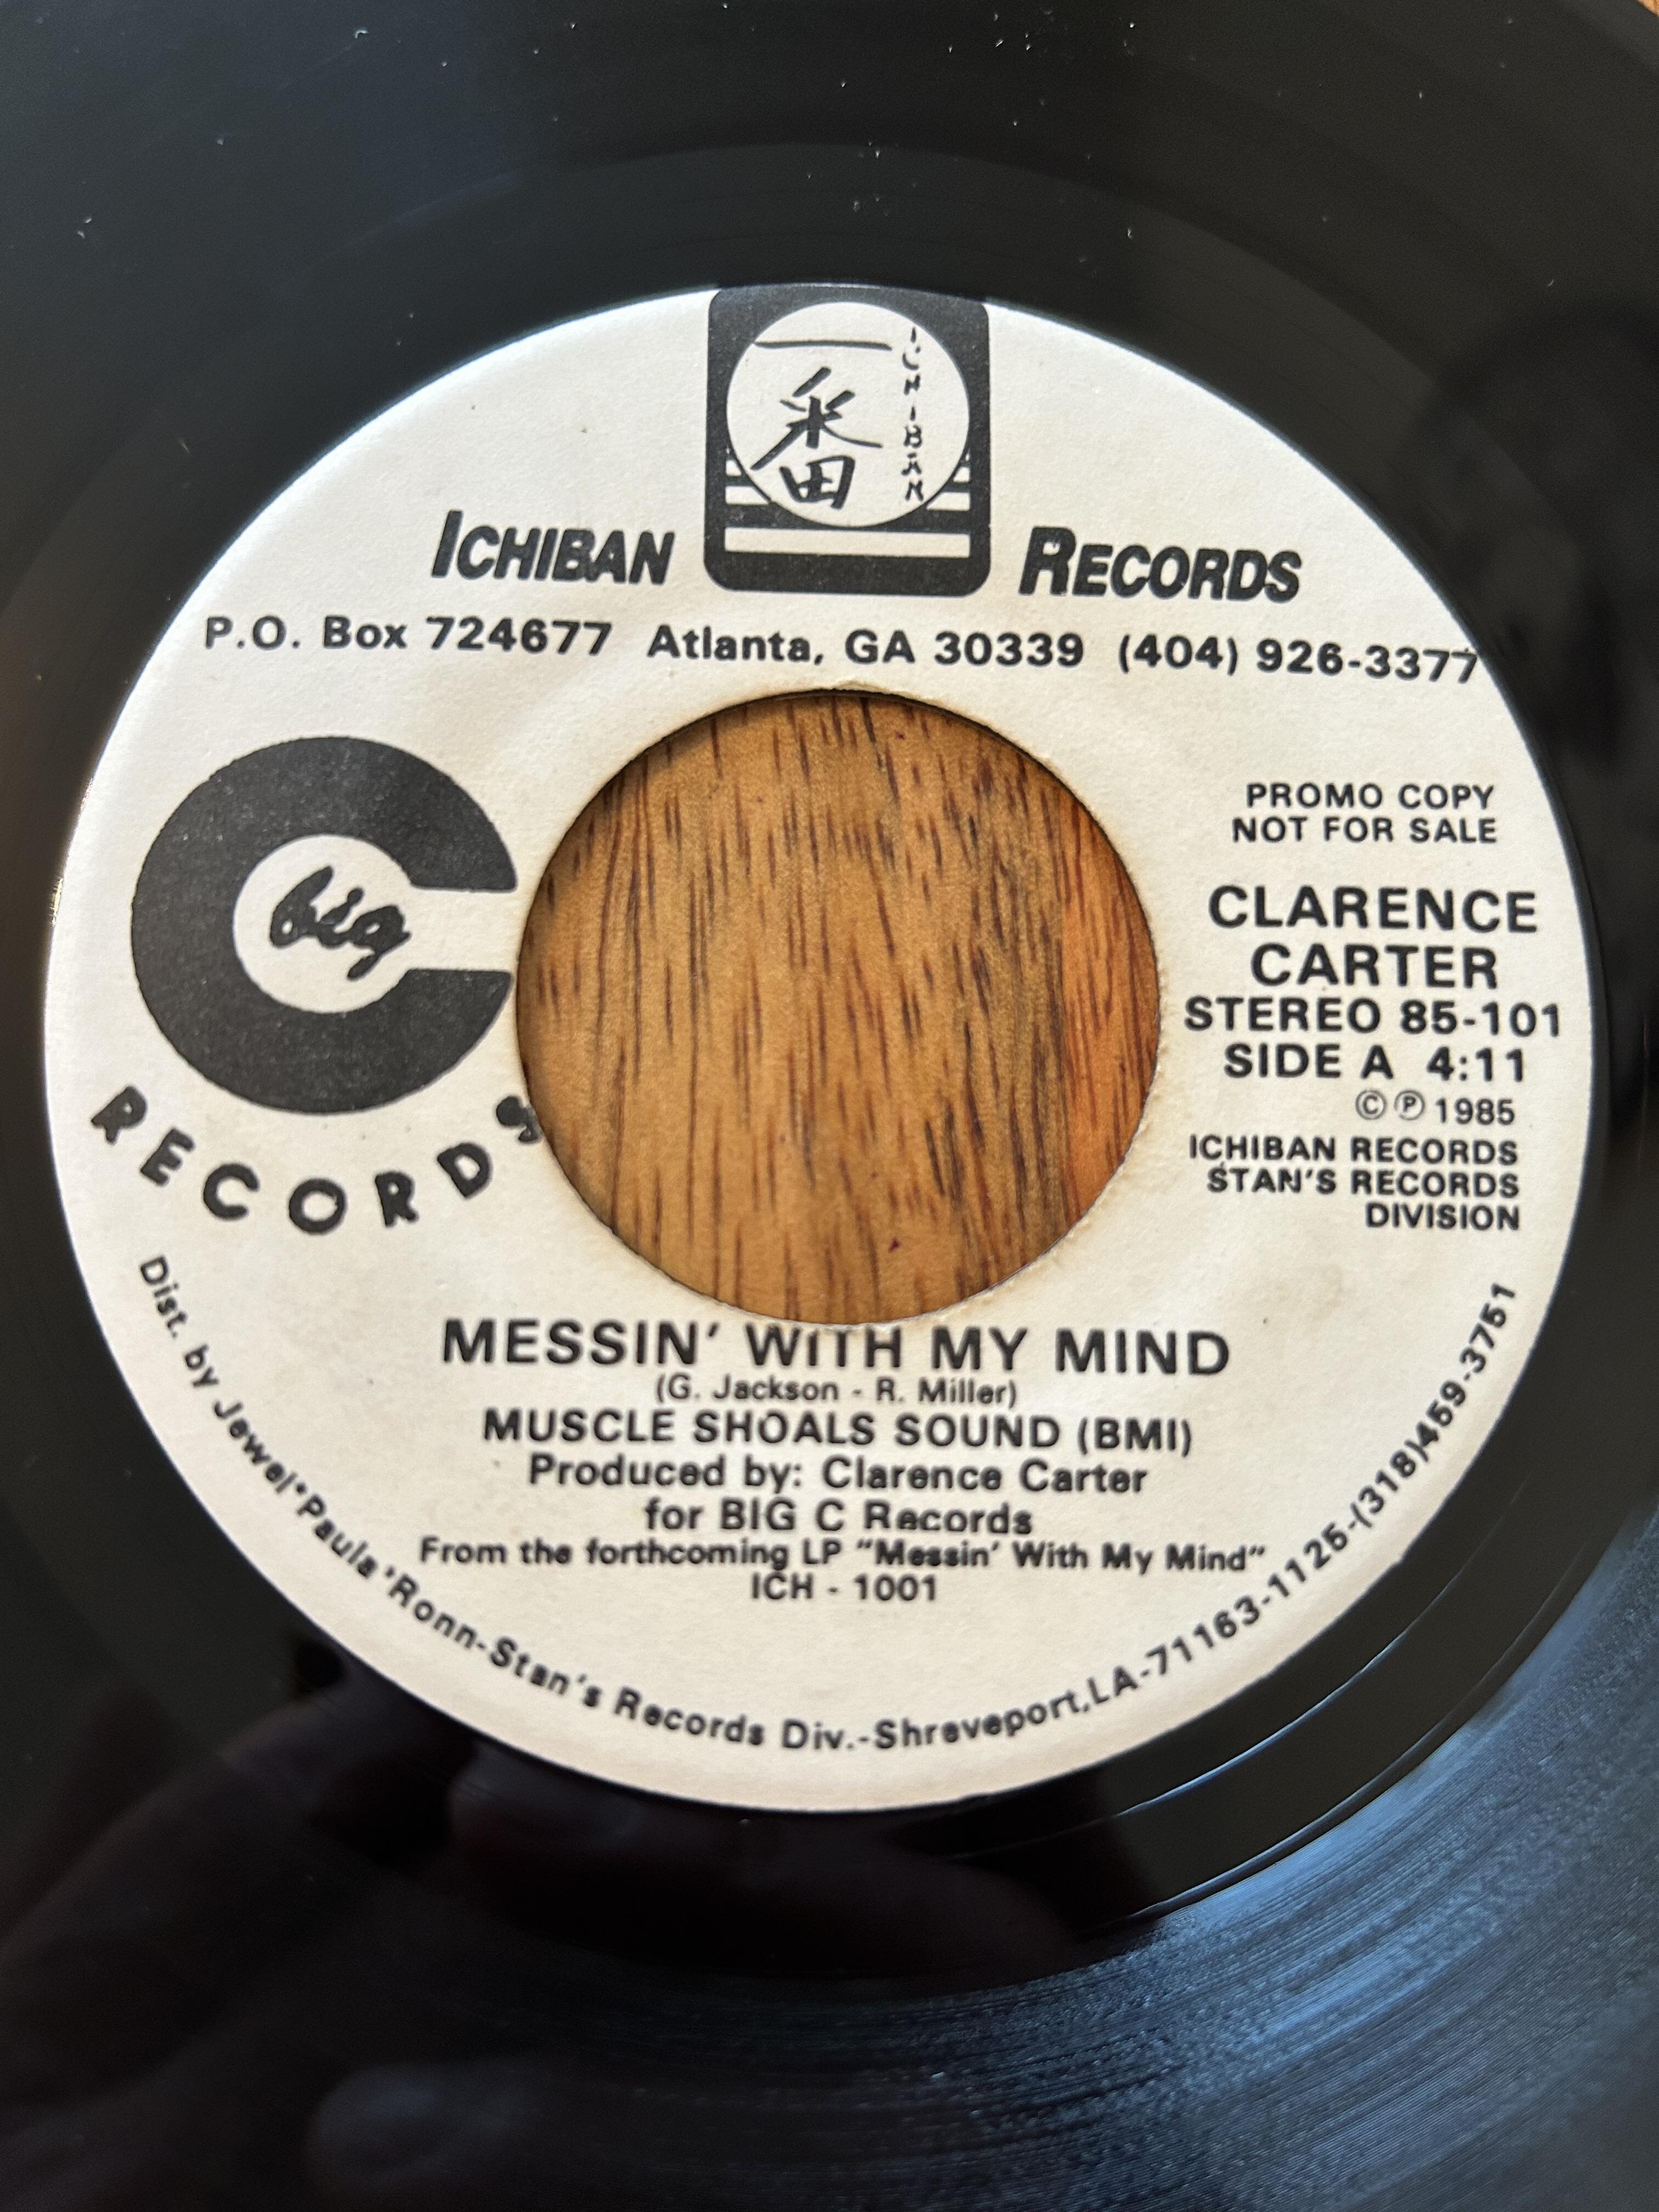 一番
ICHIBAN
ICHIBAN RECORDS
P.O. Box 724677 Atlanta, GA 30339 (404) 926-3377
big
C
RECORDS
PROMO COPY
NOT FOR SALE
CLARENCE
CARTER
STEREO 85-101
SIDE A 4:11
©℗ 1985
ICHIBAN RECORDS
STAN'S RECORDS
DIVISION
MESSIN' WITH MY MIND
(G. Jackson - R. Miller)
MUSCLE SHOALS SOUND (BMI)
Produced by: Clarence Carter
for BIG C Records
From the forthcoming LP "Messin' With My Mind"
ICH - 1001
Dist. by Jewel*Paula'Ronn-Stan's Records Div.-Shreveport,LA-71163-1125-(318)459-3751